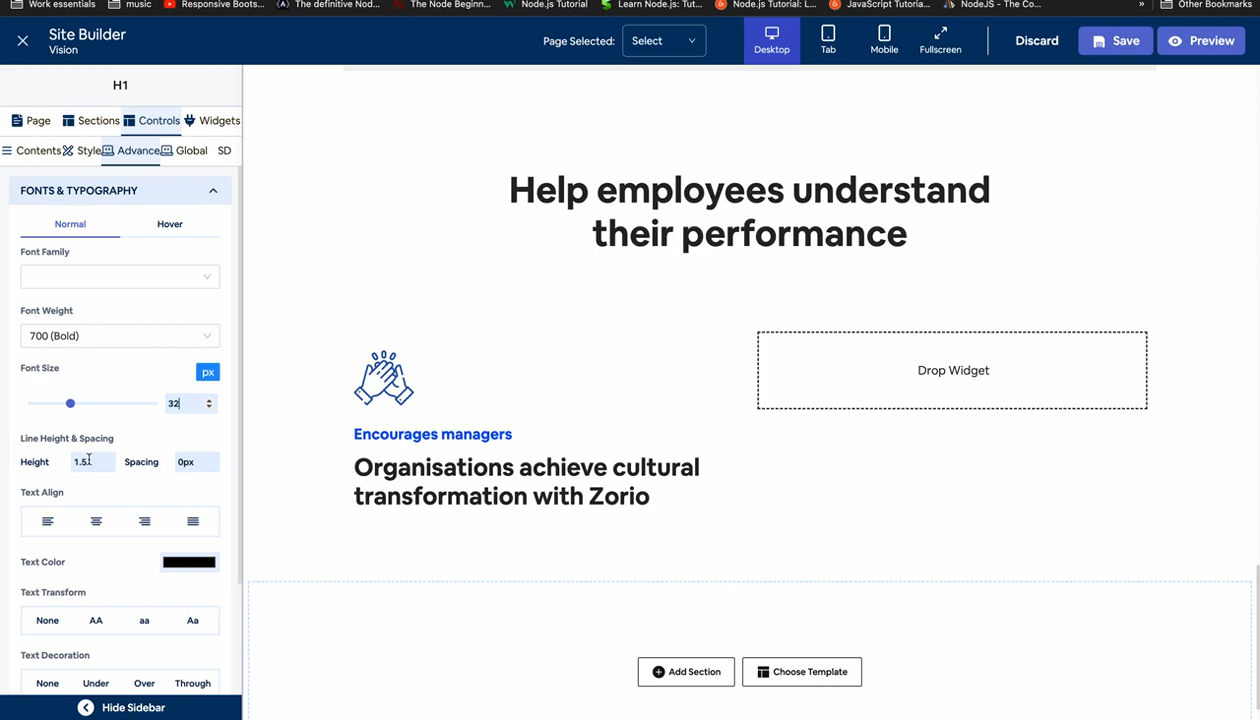 Work essentials
music
Responsive Boots...
The definitive Nod...
The Node Beginn...
Node.js Tutorial
Learn Node.js: Tut...
Node.js Tutorial: L...
JavaScript Tutoria...
NodeJS - The Co...
»
Other Bookmarks
Site Builder
Vision
Page Selected:
Select
Desktop
Tab
Mobile
Fullscreen
Discard
Save
Preview
H1
Page
Sections
Controls
Widgets
Contents
Style
Advance
Global
SD
FONTS & TYPOGRAPHY
Normal
Hover
Font Family
Font Weight
700 (Bold)
Font Size
px
32
Line Height & Spacing
Height
1.5
Spacing
0px
Text Align
Text Color
Text Transform
None
AA
aa
Aa
Text Decoration
None
Under
Over
Through
Hide Sidebar
Help employees understand
their performance
Encourages managers
Organisations achieve cultural
transformation with Zorio
Drop Widget
Add Section
Choose Template